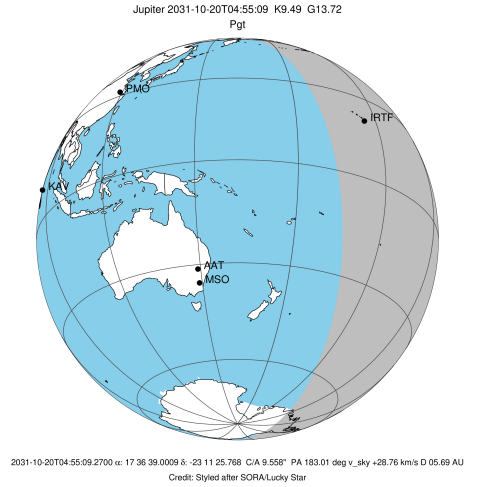 Jupiter 2031-10-20T04:55:09 K9.49 G13.72
Pgt
PMO
IRTF
KAV
AAT
MSO
2031-10-20T04:55:09.2700 α: 17 36 39.0009 δ: -23 11 25.768 C/A 9.558" PA 183.01 deg v_sky +28.76 km/s D 05.69 AU
Credit: Styled after SORA/Lucky Star